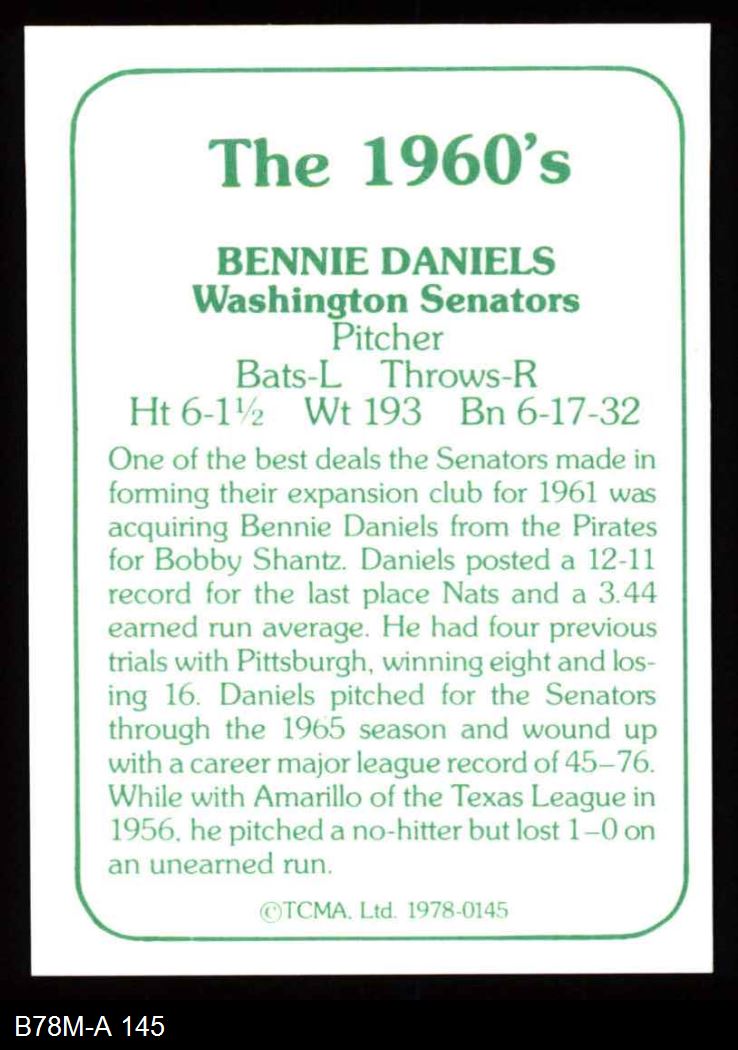 The 1960's
BENNIE DANIELS
Washington Senators
Pitcher
Bats-L Throws-R
Ht 6-1½ Wt 193 Bn 6-17-32
One of the best deals the Senators made in
forming their expansion club for 1961 was
acquiring Bennie Daniels from the Pirates
for Bobby Shantz. Daniels posted a 12-11
record for the last place Nats and a 3.44
earned run average. He had four previous
trials with Pittsburgh, winning eight and los-
ing 16. Daniels pitched for the Senators
through the 1965 season and wound up
with a career major league record of 45–76.
While with Amarillo of the Texas League in
1956, he pitched a no-hitter but lost 1–0 on
an unearned run.
©TCMA, Ltd. 1978-0145
B78M-A 145